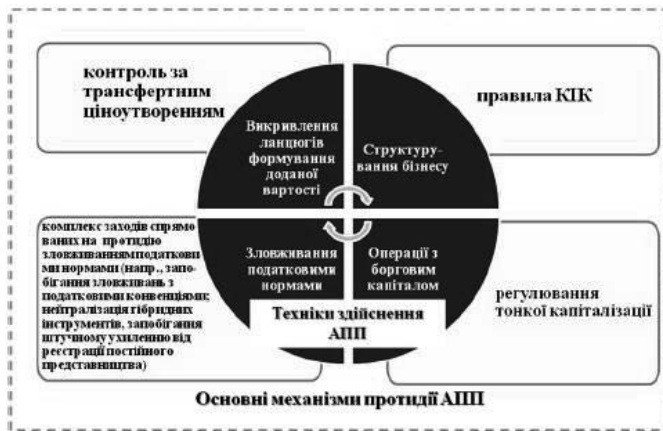 контроль за
трансфертним
ціноутворенням
правила КІК
Викривлення
ланцюгів
формування
доданої
вартості
Структуру-
вання бізнесу
комплекс заходів спрямо
ваних на протидію
зловживанням податкови
ми нормами (напр., запо-
бігання зловживань з
податковими конвенціями;
нейтралізація гібридних
інструментів, запобігання
штучному ухиленню від
реєстрації постійного
представництва)
Зловживання
податковими
нормами
Операції з
борговим
капіталом
регулювання
тонкої капіталізації
Техніки здійснення
АПП
Основні механізми протидії АПП